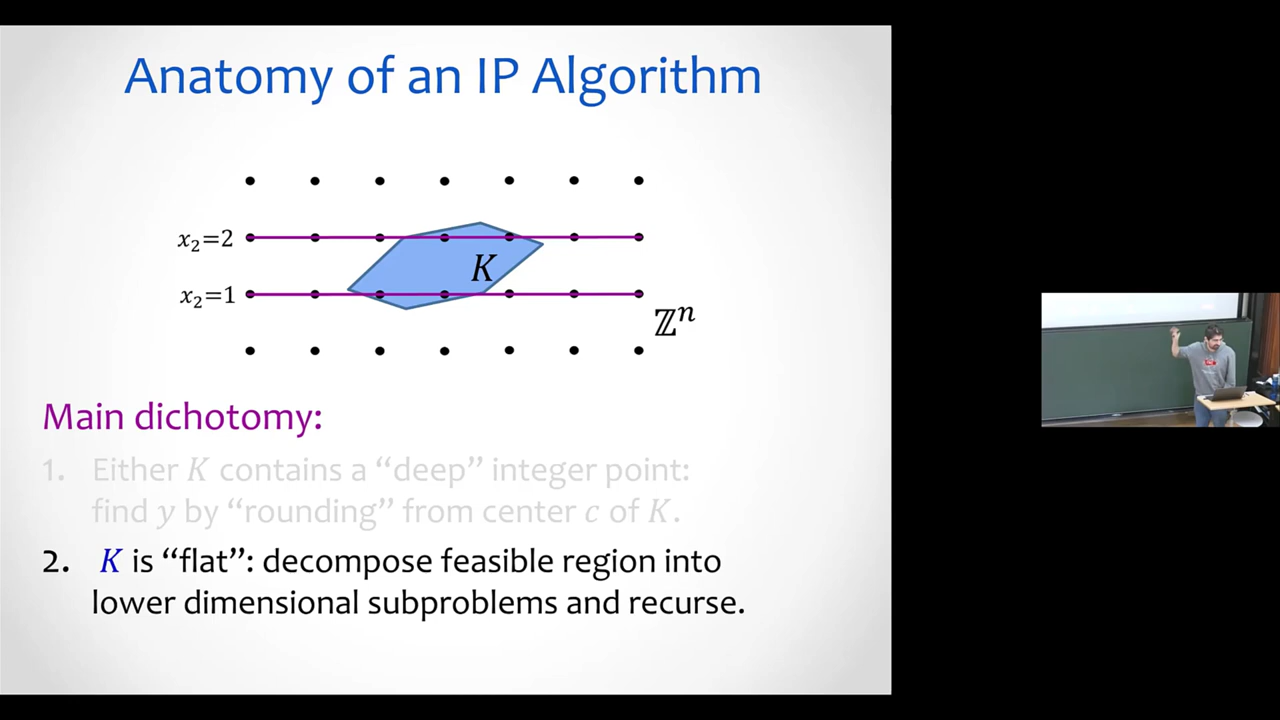 Anatomy of an IP Algorithm
x₂=2
K
x₂=1
ℤⁿ
Main dichotomy:
1. Either K contains a “deep” integer point:
find y by “rounding” from center c of K.
2. K is “flat”: decompose feasible region into
lower dimensional subproblems and recurse.